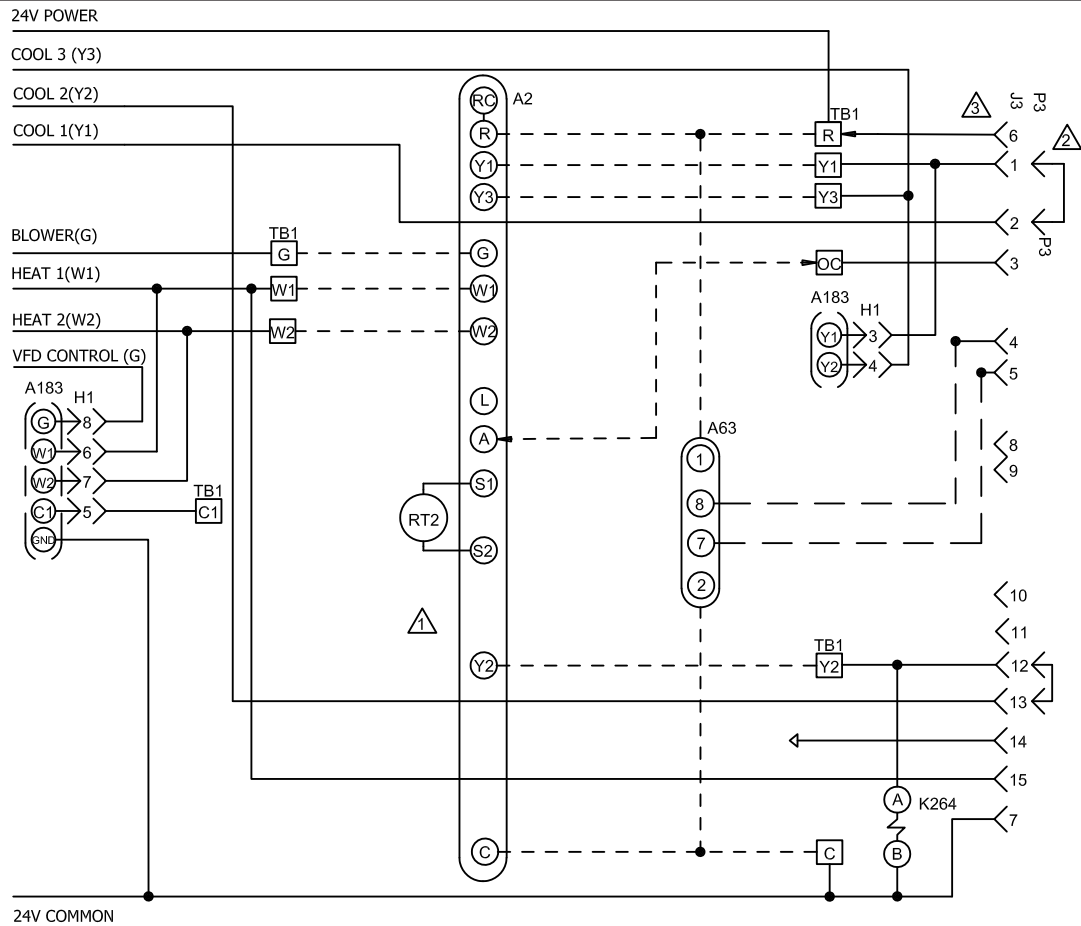 24V POWER
COOL 3 (Y3)
COOL 2(Y2)
COOL 1(Y1)
RC
A2
R
TB1
R
3
J3
P3
6
2
Y1
Y1
1
Y3
Y3
2
P3
BLOWER(G)
TB1
G
G
OC
3
HEAT 1(W1)
W1
W1
A183
H1
HEAT 2(W2)
W2
W2
Y1
3
4
VFD CONTROL (G)
Y2
4
5
A183
H1
L
G
8
A
A63
8
W1
6
1
9
W2
7
S1
TB1
C1
5
C1
RT2
8
GND
S2
7
2
10
1
11
TB1
Y2
Y2
12
13
14
15
A
K264
7
C
C
B
24V COMMON